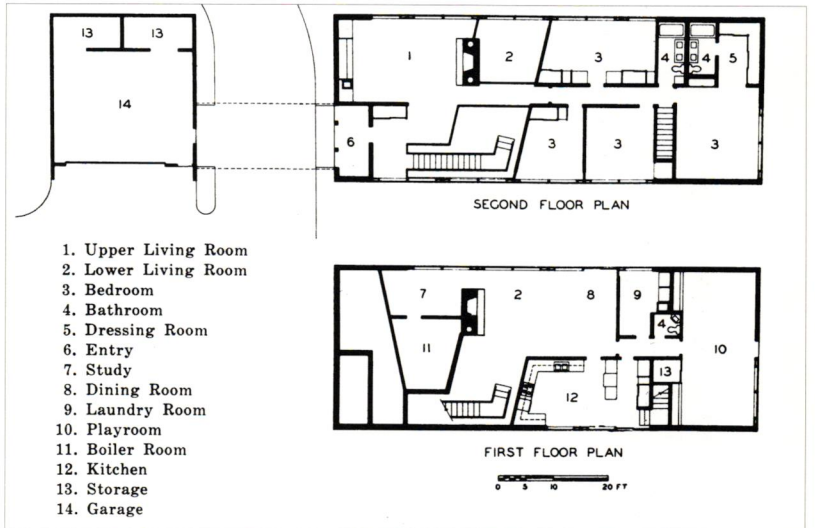 13 13
14
1 2 3 4 4 5
6 3 3 3
SECOND FLOOR PLAN
1. Upper Living Room
2. Lower Living Room
3. Bedroom
4. Bathroom
5. Dressing Room
6. Entry
7. Study
8. Dining Room
9. Laundry Room
10. Playroom
11. Boiler Room
12. Kitchen
13. Storage
14. Garage
7 2 8 9
4
11 10
13
12
FIRST FLOOR PLAN
0 5 10 20 FT